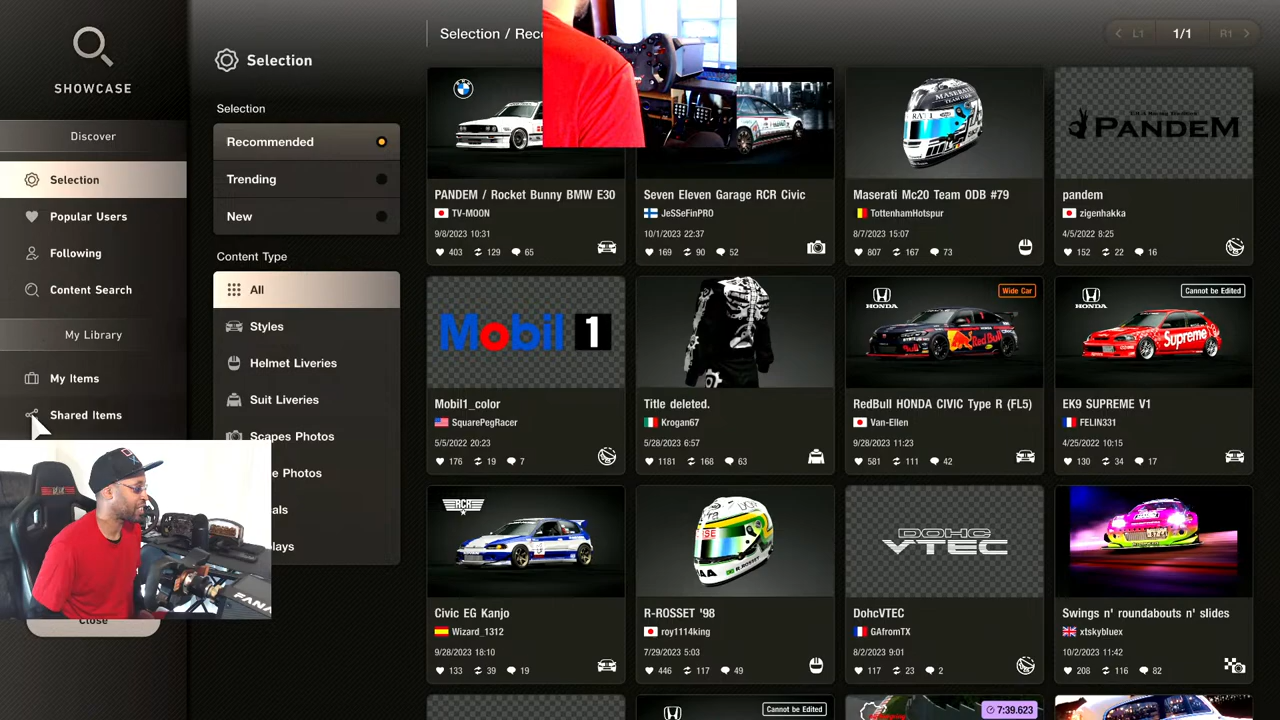 SHOWCASE
Discover
Selection
Popular Users
Following
Content Search
My Library
My Items
Shared Items
Close
Selection
Selection
Recommended
Trending
New
Content Type
All
Styles
Helmet Liveries
Suit Liveries
Scapes Photos
Photos
Selection /
L1
1/1
R1
PANDEM / Rocket Bunny BMW E30
TV-MOON
9/8/2023 10:31
403 129 65
Seven Eleven Garage RCR Civic
JeSSeFinPRO
10/1/2023 22:37
169 90 52
Maserati Mc20 Team ODB #79
TottenhamHotspur
8/7/2023 15:07
807 167 73
PANDEM
pandem
zigenhakka
4/5/2022 8:25
152 22 16
Mobil 1
Mobil1_color
SquarePegRacer
5/5/2022 20:23
176 19 7
Title deleted.
Krogan67
5/28/2023 6:57
1181 168 63
HONDA
Wide Car
RedBull HONDA CIVIC Type R (FL5)
Van-Ellen
9/28/2023 11:23
581 111 42
HONDA
Cannot be Edited
Supreme
EK9 SUPREME V1
FELIN331
4/25/2022 10:15
130 34 17
RCR
Civic EG Kanjo
Wizard_1312
9/28/2023 18:10
133 39 19
R-ROSSET '98
roy1114king
7/29/2023 5:03
446 117 49
DOHC
VTEC
DohcVTEC
GAfromTX
8/2/2023 9:01
117 23 2
Swings n' roundabouts n' slides
xtskybluex
10/2/2023 11:42
208 116 82
Cannot be Edited
7:39.623